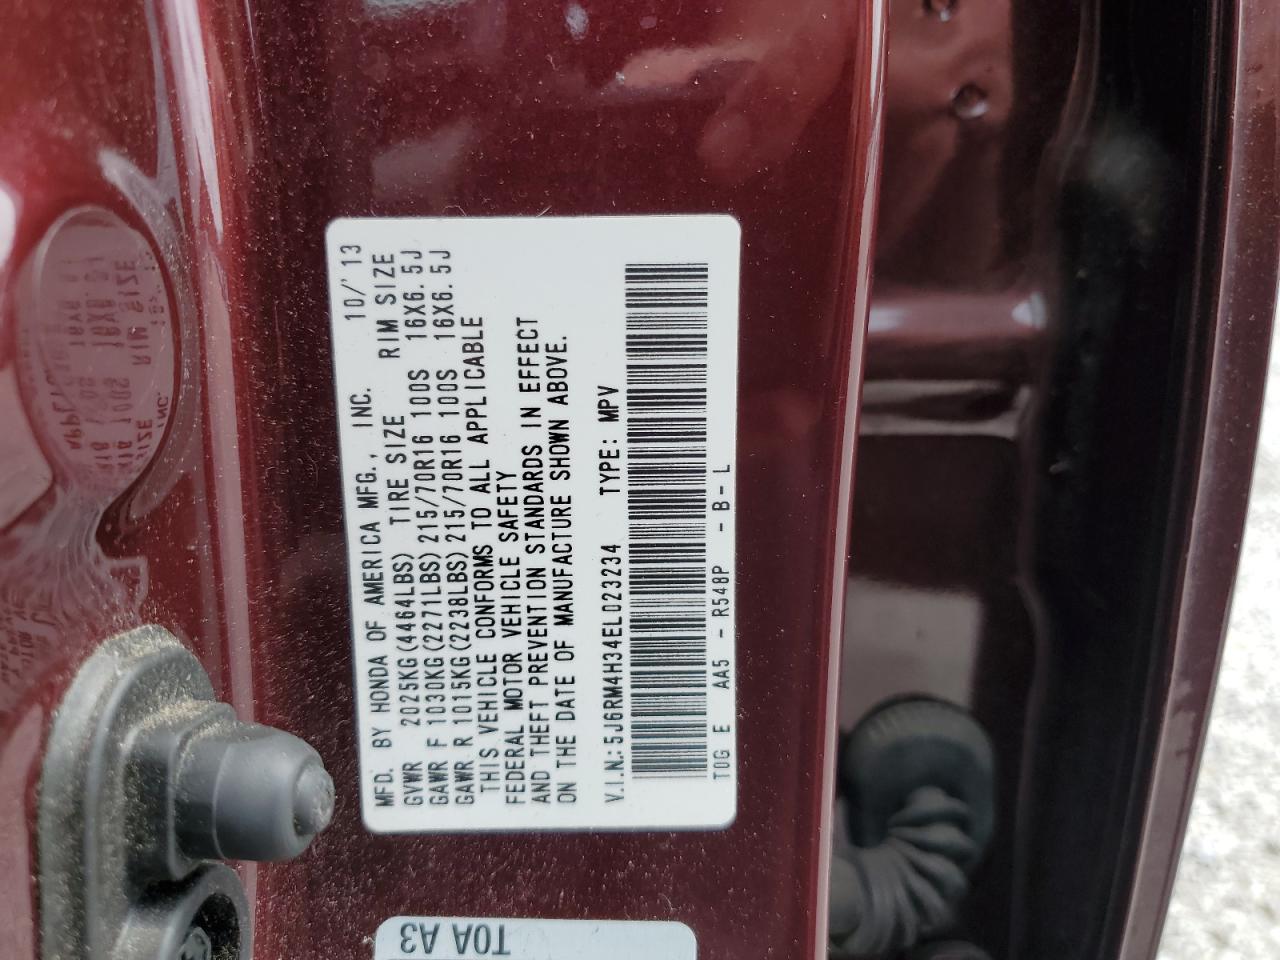 MFD. BY HONDA OF AMERICA MFG., INC. 10/'13
GVWR 2025KG(4464LBS) TIRE SIZE RIM SIZE
GAWR F 1030KG(2271LBS)215/70R16 100S 16X6.5J
GAWR R 1015KG(2238LBS)215/70R16 100S 16X6.5J
THIS VEHICLE CONFORMS TO ALL APPLICABLE
FEDERAL MOTOR VEHICLE SAFETY
AND THEFT PREVENTION STANDARDS IN EFFECT
ON THE DATE OF MANUFACTURE SHOWN ABOVE.
V.I.N.: 5J6RM4H34EL023234 TYPE: MPV
T0G E AA5 - R548P - B - L
T0A A3